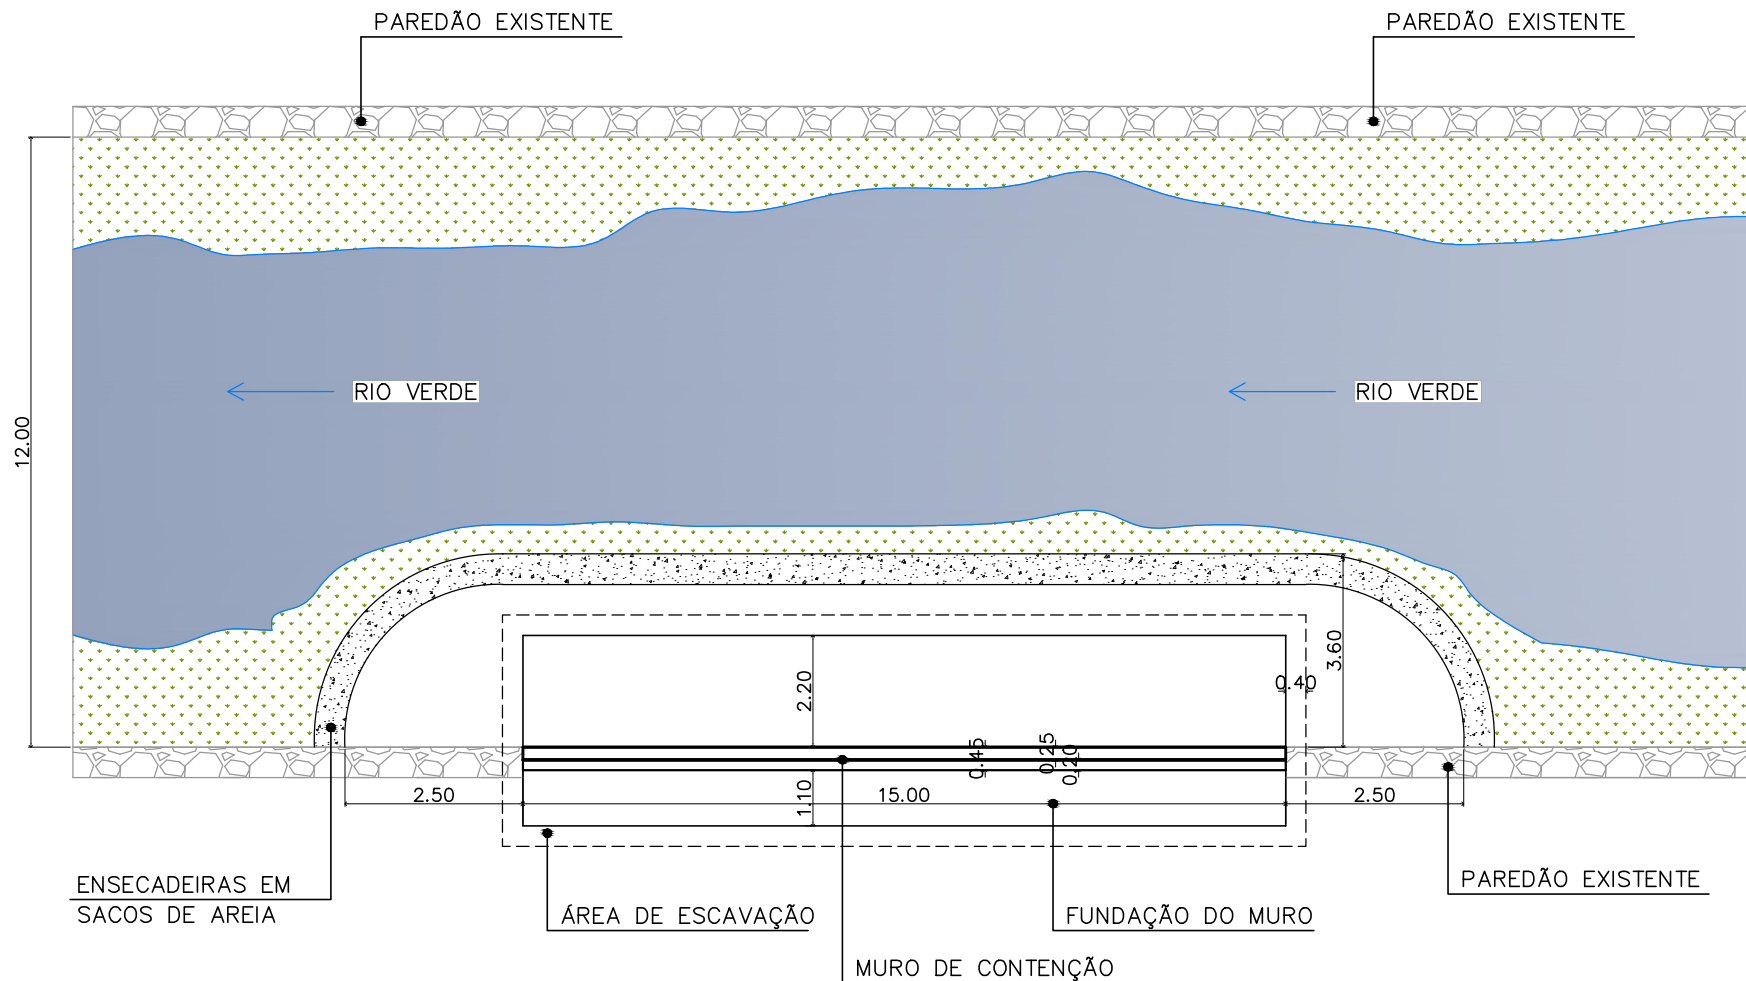 PAREDÃO EXISTENTE
PAREDÃO EXISTENTE
12.00
RIO VERDE
RIO VERDE
3.60
2.20
0.40
0.45
0.25
0.20
2.50
1.10
15.00
2.50
ENSECADEIRAS EM
SACOS DE AREIA
ÁREA DE ESCAVAÇÃO
FUNDAÇÃO DO MURO
PAREDÃO EXISTENTE
MURO DE CONTENÇÃO